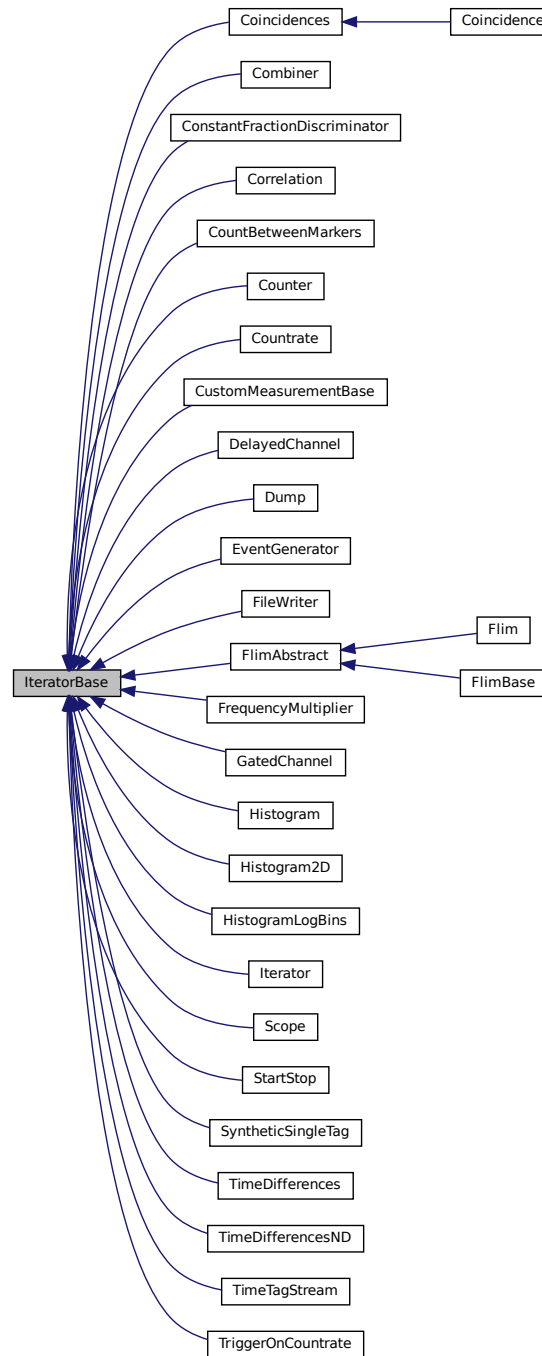 Coincidences
Coincidence
Combiner
ConstantFractionDiscriminator
Correlation
CountBetweenMarkers
Counter
Countrate
CustomMeasurementBase
DelayedChannel
Dump
EventGenerator
FileWriter
FlimAbstract
Flim
FlimBase
IteratorBase
FrequencyMultiplier
GatedChannel
Histogram
Histogram2D
HistogramLogBins
Iterator
Scope
StartStop
SyntheticSingleTag
TimeDifferences
TimeDifferencesND
TimeTagStream
TriggerOnCountrate